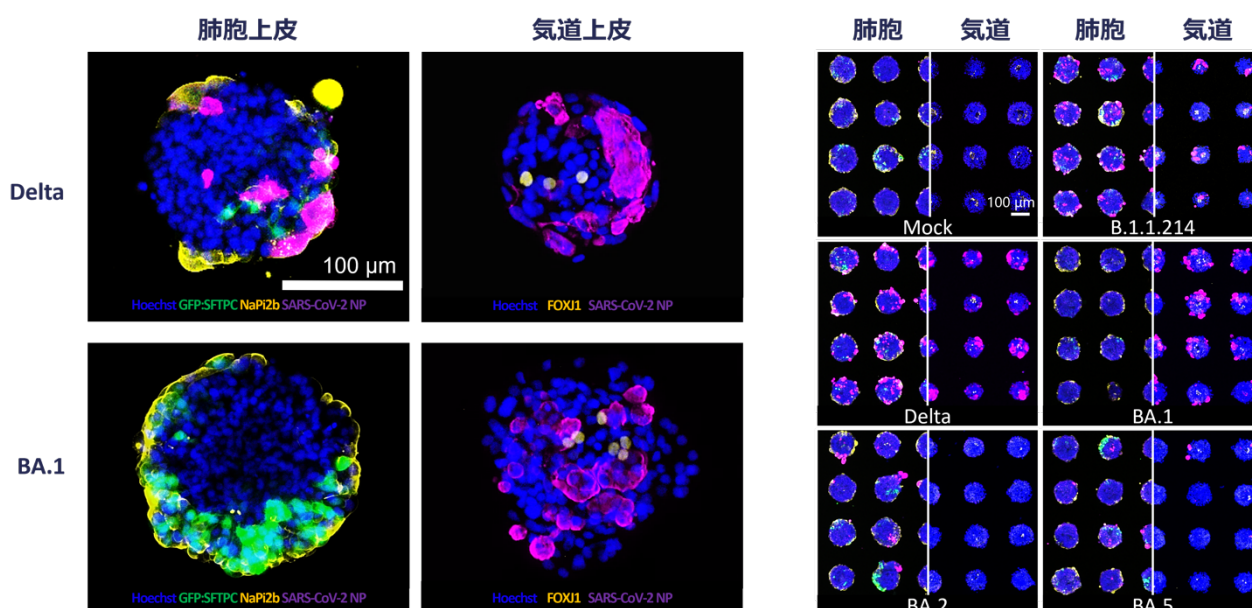 肺胞上皮
気道上皮
Delta
100 μm
Hoechst GFP:SFTPC NaPi2b SARS-CoV-2 NP
Hoechst FOXJ1 SARS-CoV-2 NP
BA.1
Hoechst GFP:SFTPC NaPi2b SARS-CoV-2 NP
Hoechst FOXJ1 SARS-CoV-2 NP
肺胞
気道
肺胞
気道
100 μm
Mock
B.1.1.214
Delta
BA.1
BA.2
BA.5